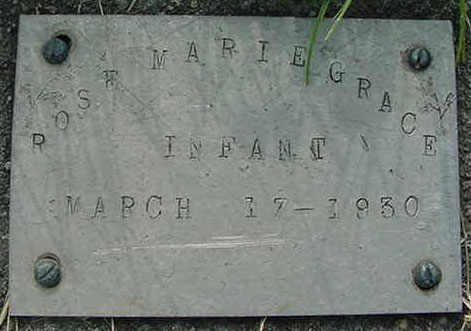 ROSE MARIE GRACE
INFANT
MARCH 17-1930